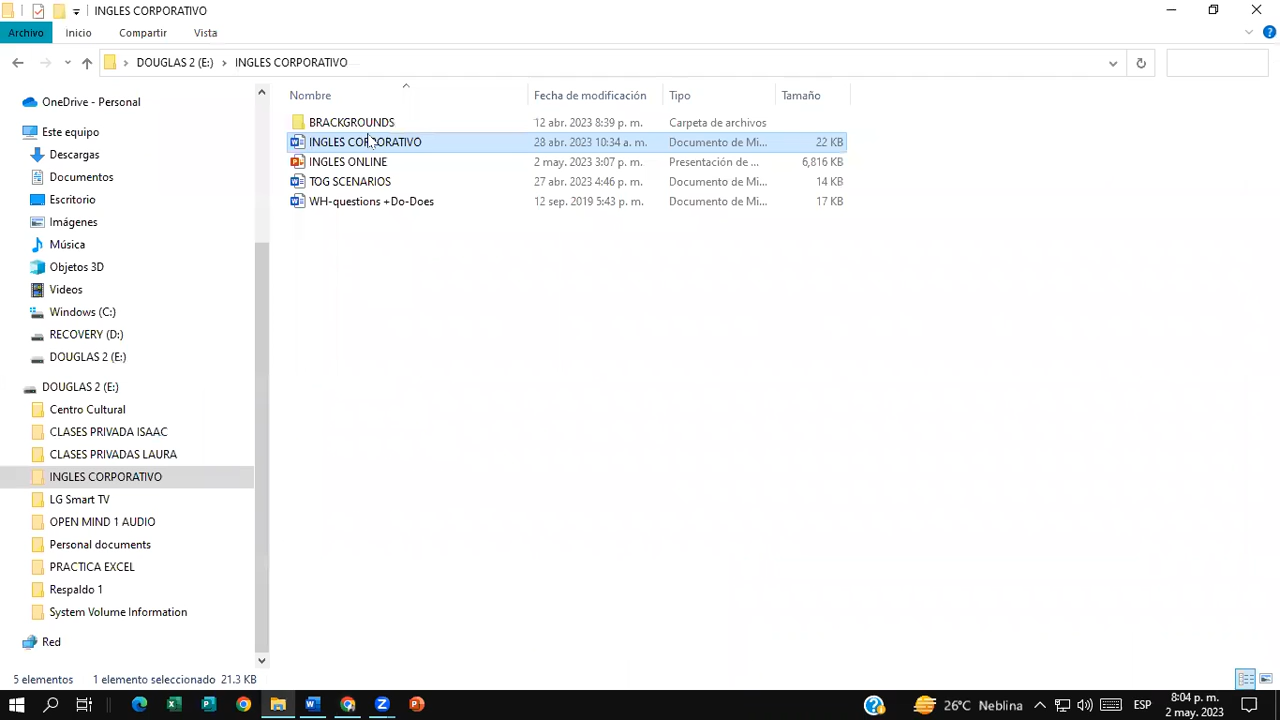 INGLES CORPORATIVO
Archivo Inicio Compartir Vista
DOUGLAS 2 (E:) INGLES CORPORATIVO
Nombre Fecha de modificación Tipo Tamaño
BRACKGROUNDS 12 abr. 2023 8:39 p. m. Carpeta de archivos
INGLES CORPORATIVO 28 abr. 2023 10:34 a. m. Documento de Mi... 22 KB
INGLES ONLINE 2 may. 2023 3:07 p. m. Presentación de ... 6,816 KB
TOG SCENARIOS 27 abr. 2023 4:46 p. m. Documento de Mi... 14 KB
WH-questions +Do-Does 12 sep. 2019 5:43 p. m. Documento de Mi... 17 KB
OneDrive - Personal
Este equipo
Descargas
Documentos
Escritorio
Imágenes
Música
Objetos 3D
Videos
Windows (C:)
RECOVERY (D:)
DOUGLAS 2 (E:)
DOUGLAS 2 (E:)
Centro Cultural
CLASES PRIVADA ISAAC
CLASES PRIVADAS LAURA
INGLES CORPORATIVO
LG Smart TV
OPEN MIND 1 AUDIO
Personal documents
PRACTICA EXCEL
Respaldo 1
System Volume Information
Red
5 elementos 1 elemento seleccionado 21.3 KB
26°C Neblina ESP 8:04 p. m.
2 may. 2023